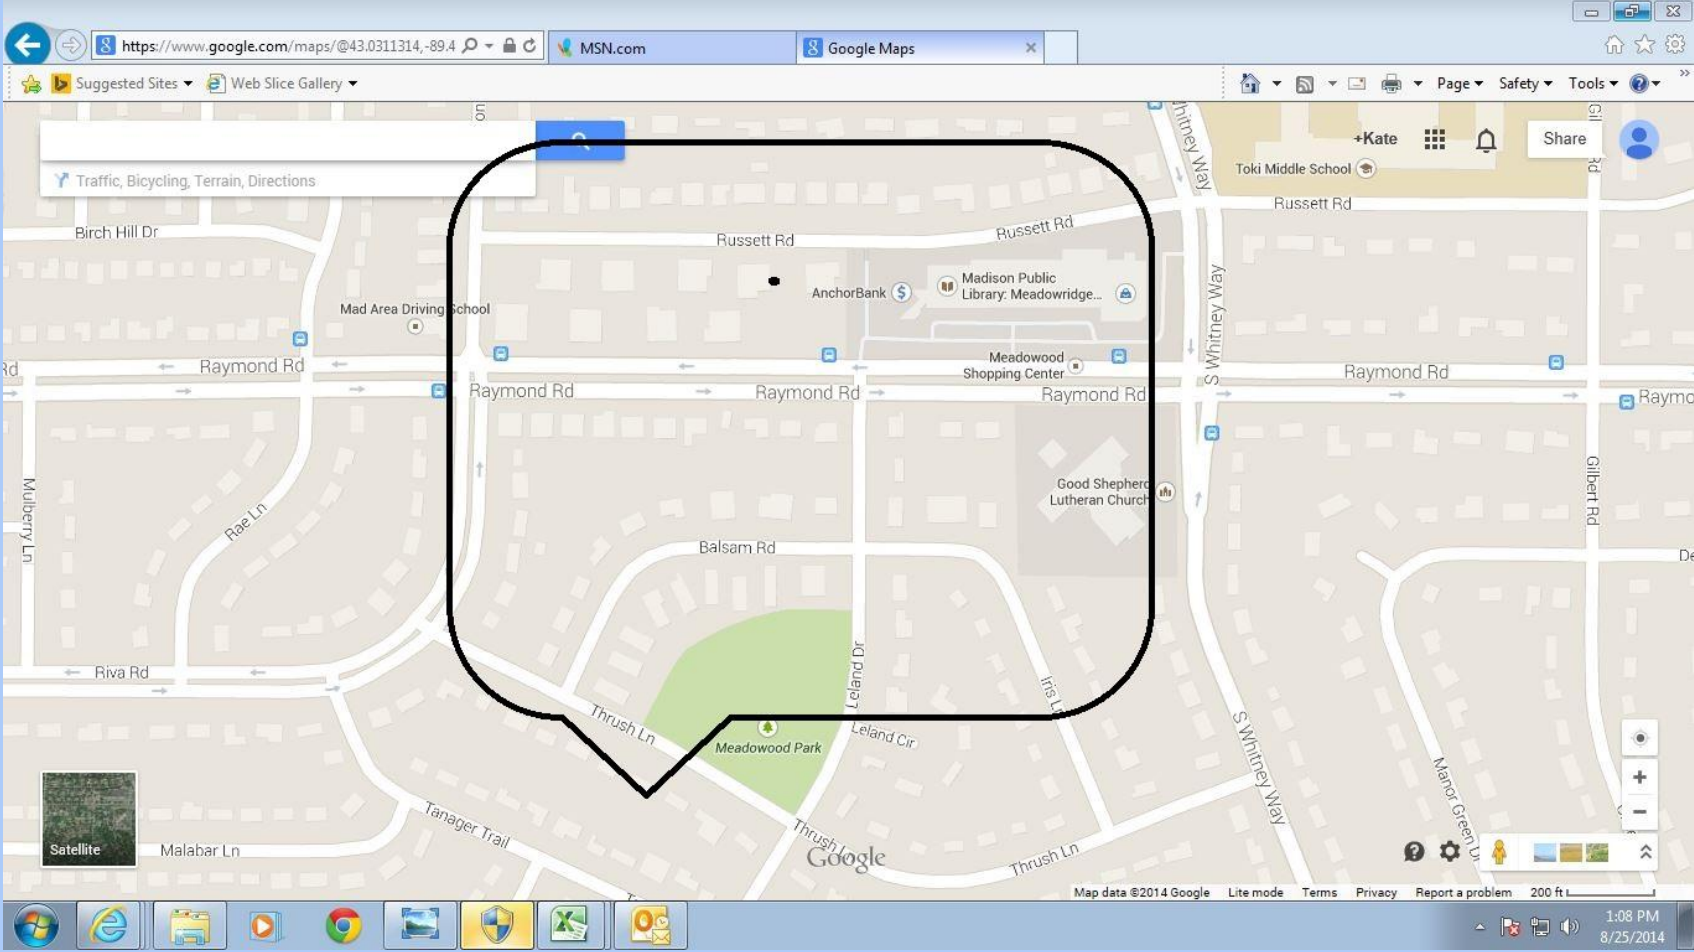 https://www.google.com/maps/@43.0311314,-89.4
MSN.com
Google Maps
Suggested Sites
Web Slice Gallery
Page
Safety
Tools
Traffic, Bicycling, Terrain, Directions
+Kate
Share
Whitney Way
Toki Middle School
Russett Rd
Birch Hill Dr
Russett Rd
Russett Rd
Mad Area Driving School
AnchorBank
Madison Public
Library: Meadowridge...
S Whitney Way
Raymond Rd
Meadowood
Shopping Center
Raymond Rd
Raymond Rd
Raymond Rd
Raymond Rd
Mulberry Ln
Rae Ln
Good Shepherd
Lutheran Church
Gilbert Rd
Balsam Rd
Riva Rd
Leland Dr
Iris Ln
Thrush Ln
Meadowood Park
Leland Cir
S Whitney Way
Manor Green D
Tanager Trail
Thrush Ln
Thrush Ln
Malabar Ln
Satellite
Google
Map data ©2014 Google
Lite mode
Terms
Privacy
Report a problem
200 ft
1:08 PM
8/25/2014